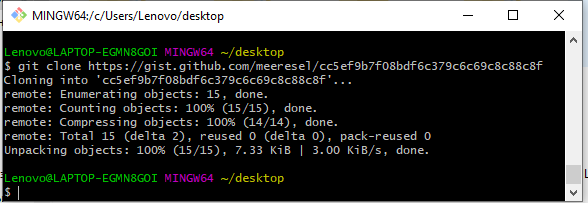 MINGW64:/c/Users/Lenovo/desktop
Lenovo@LAPTOP-EGMN8GOI MINGW64 ~/desktop
$ git clone https://gist.github.com/meeresel/cc5ef9b7f08bdf6c379c6c69c8c88c8f
Cloning into 'cc5ef9b7f08bdf6c379c6c69c8c88c8f'...
remote: Enumerating objects: 15, done.
remote: Counting objects: 100% (15/15), done.
remote: Compressing objects: 100% (14/14), done.
remote: Total 15 (delta 2), reused 0 (delta 0), pack-reused 0
Unpacking objects: 100% (15/15), 7.33 KiB | 3.00 KiB/s, done.
Lenovo@LAPTOP-EGMN8GOI MINGW64 ~/desktop
$